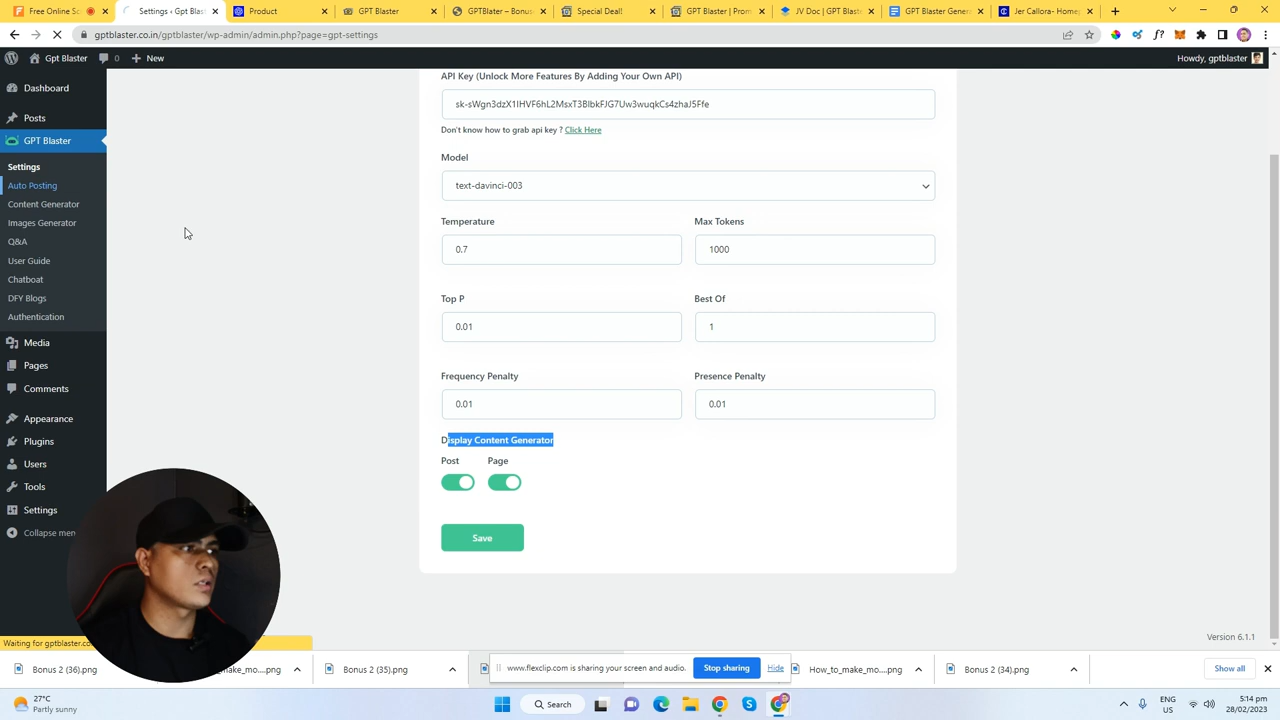 Free Online Sc
Settings ‹ GPT Blast
Product
GPT Blaster
GPTBlaster – Bonus
Special Deal!
GPT Blaster | Prom
JV Doc | GPT Blaste
GPT Blaster Gener
Jer Callora- Home
gptblaster.co.in/gptblaster/wp-admin/admin.php?page=gpt-settings
Gpt Blaster
0
New
Howdy, gptblaster
Dashboard
Posts
GPT Blaster
Settings
Auto Posting
Content Generator
Images Generator
Q&A
User Guide
Chatboat
DFY Blogs
Authentication
Media
Pages
Comments
Appearance
Plugins
Users
Tools
Settings
Collapse men
API Key (Unlock More Features By Adding Your Own API)
Don't know how to grab api key ? Click Here
Model
text-davinci-003
Temperature
Max Tokens
0.7
1000
Top P
Best Of
0.01
1
Frequency Penalty
Presence Penalty
0.01
0.01
Display Content Generator
Post
Page
Save
Version 6.1.1
Waiting for gptblaster.co
Bonus 2 (36).png
_make_mo....png
Bonus 2 (35).png
www.flexclip.com is sharing your screen and audio.
Stop sharing
Hide
How_to_make_mo....png
Bonus 2 (34).png
Show all
27°C
Partly sunny
Search
ENG
US
5:14 pm
28/02/2023